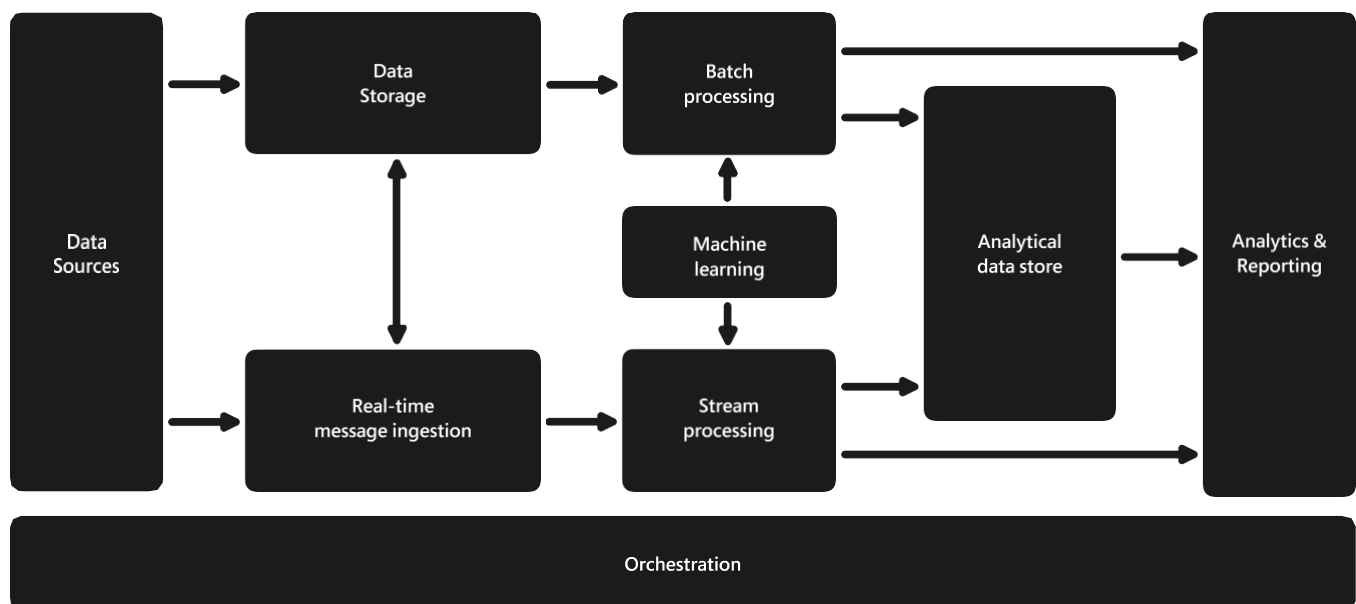 Data
Sources
Data
Storage
Real-time
message ingestion
Batch
processing
Machine
learning
Stream
processing
Analytical
data store
Analytics &
Reporting
Orchestration